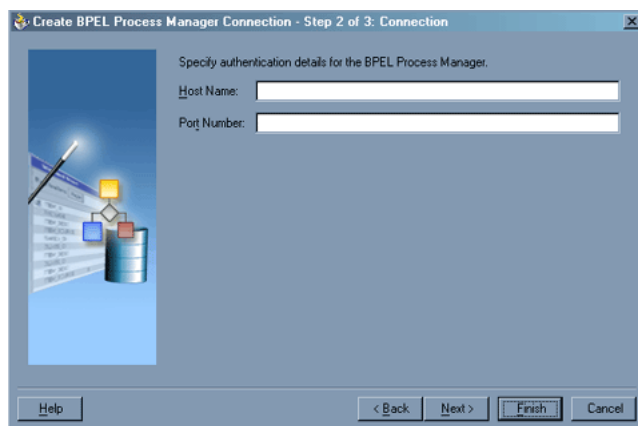 Create BPEL Process Manager Connection - Step 2 of 3: Connection
Specify authentication details for the BPEL Process Manager.
Host Name:
Port Number:
Help
< Back
Next >
Finish
Cancel